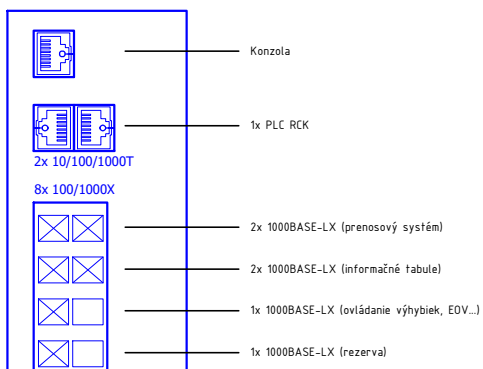 Konzola
1x PLC RCK
2x 10/100/1000T
8x 100/1000X
2x 1000BASE-LX (prenosový systém)
2x 1000BASE-LX (informačné tabule)
1x 1000BASE-LX (ovládanie výhybiek, EOV...)
1x 1000BASE-LX (rezerva)